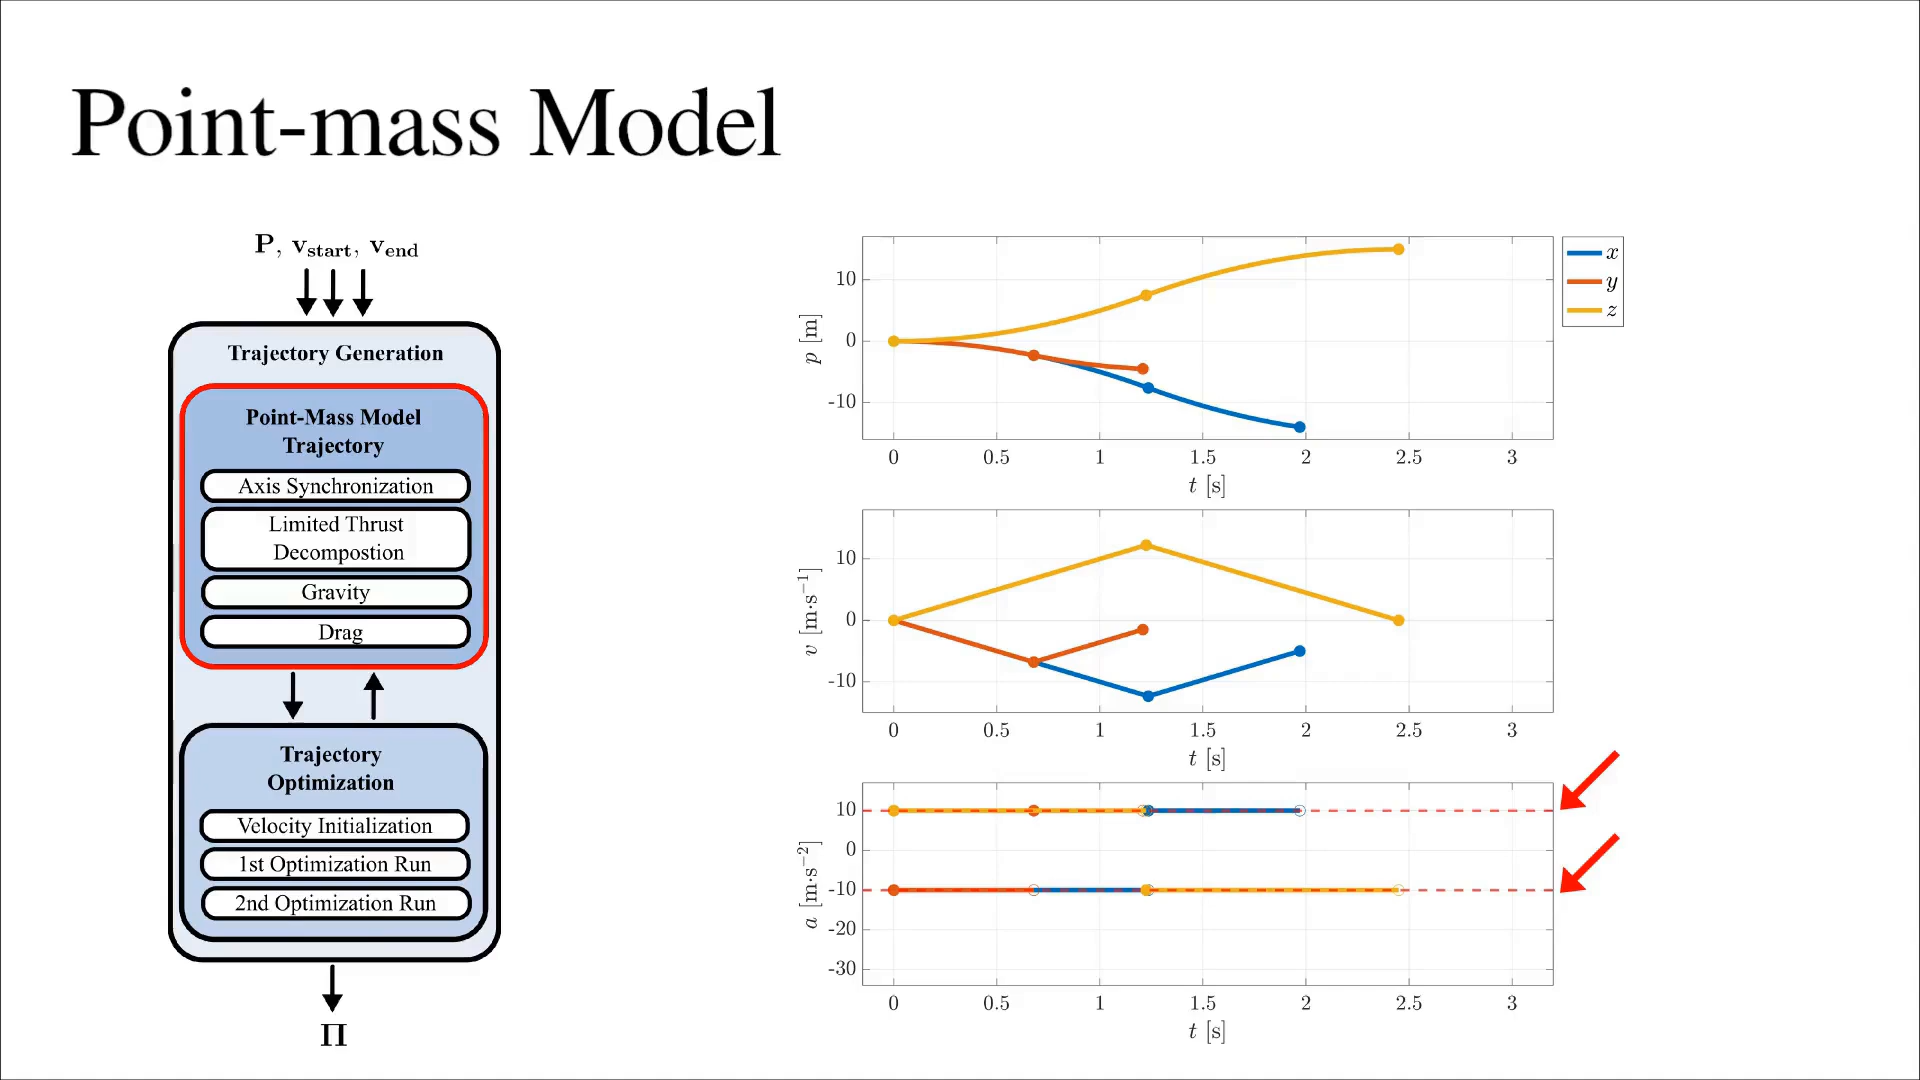 Point-mass Model
P, vstart, vend
Trajectory Generation
Point-Mass Model
Trajectory
Axis Synchronization
Limited Thrust
Decompostion
Gravity
Drag
Trajectory
Optimization
Velocity Initialization
1st Optimization Run
2nd Optimization Run
Π
x
y
z
p [m]
10
0
-10
0 0.5 1 1.5 2 2.5 3
t [s]
v [m·s−1]
10
0
-10
0 0.5 1 1.5 2 2.5 3
t [s]
a [m·s−2]
10
0
-10
-20
-30
0 0.5 1 1.5 2 2.5 3
t [s]